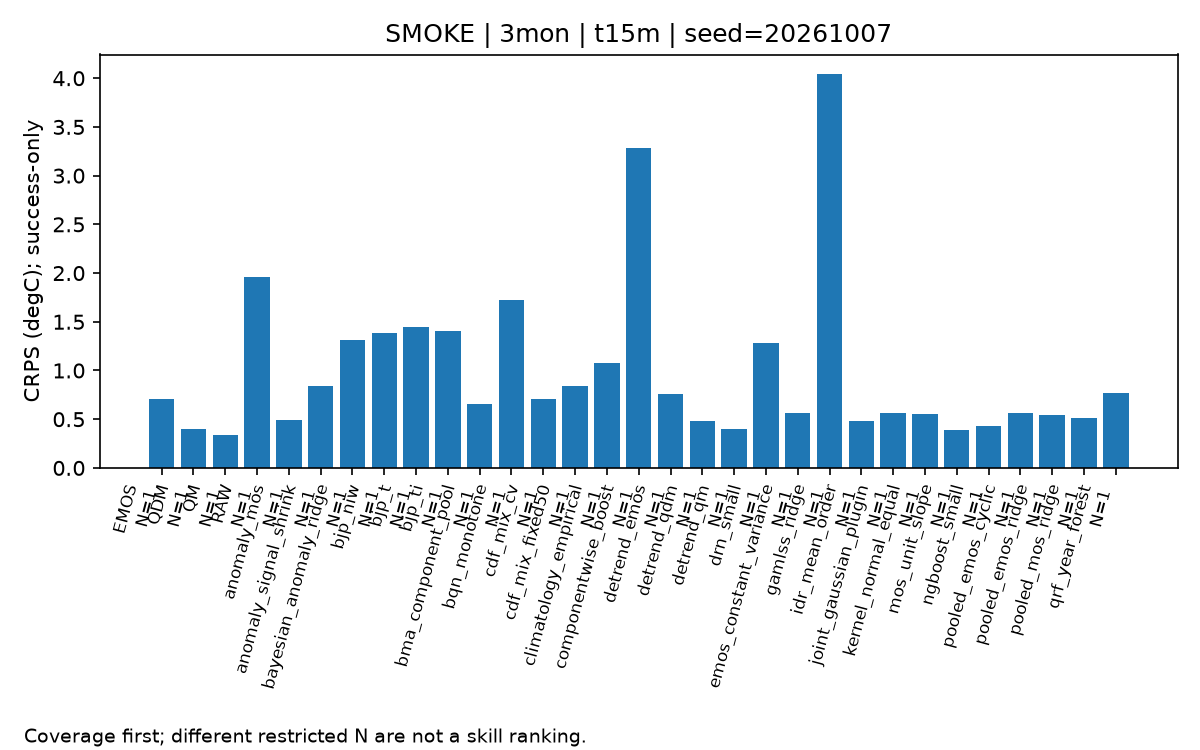 SMOKE | 3mon | t15m | seed=20261007
CRPS (degC); success-only
4.0
3.5
3.0
2.5
2.0
1.5
1.0
0.5
0.0
EMOS
N=1
QDM
N=1
QM
N=1
RAW
N=1
anomaly_mos
N=1
anomaly_signal_shrink
N=1
bayesian_anomaly_ridge
N=1
bjp_niw
N=1
bjp_t
N=1
bjp_ti
N=1
bma_component_pool
N=1
bqn_monotone
N=1
cdf_mix_cv
N=1
cdf_mix_fixed50
N=1
climatology_empirical
N=1
componentwise_boost
N=1
detrend_emos
N=1
detrend_qdm
N=1
detrend_qm
N=1
drn_small
N=1
emos_constant_variance
N=1
gamlss_ridge
N=1
idr_mean_order
N=1
joint_gaussian_plugin
N=1
kernel_normal_equal
N=1
mos_unit_slope
N=1
ngboost_small
N=1
pooled_emos_cyclic
N=1
pooled_emos_ridge
N=1
pooled_mos_ridge
N=1
qrf_year_forest
N=1
Coverage first; different restricted N are not a skill ranking.